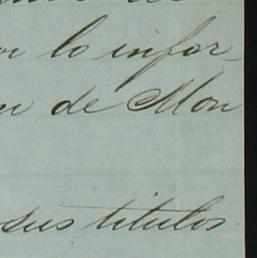 lo infor-
de Mon
sus titulos